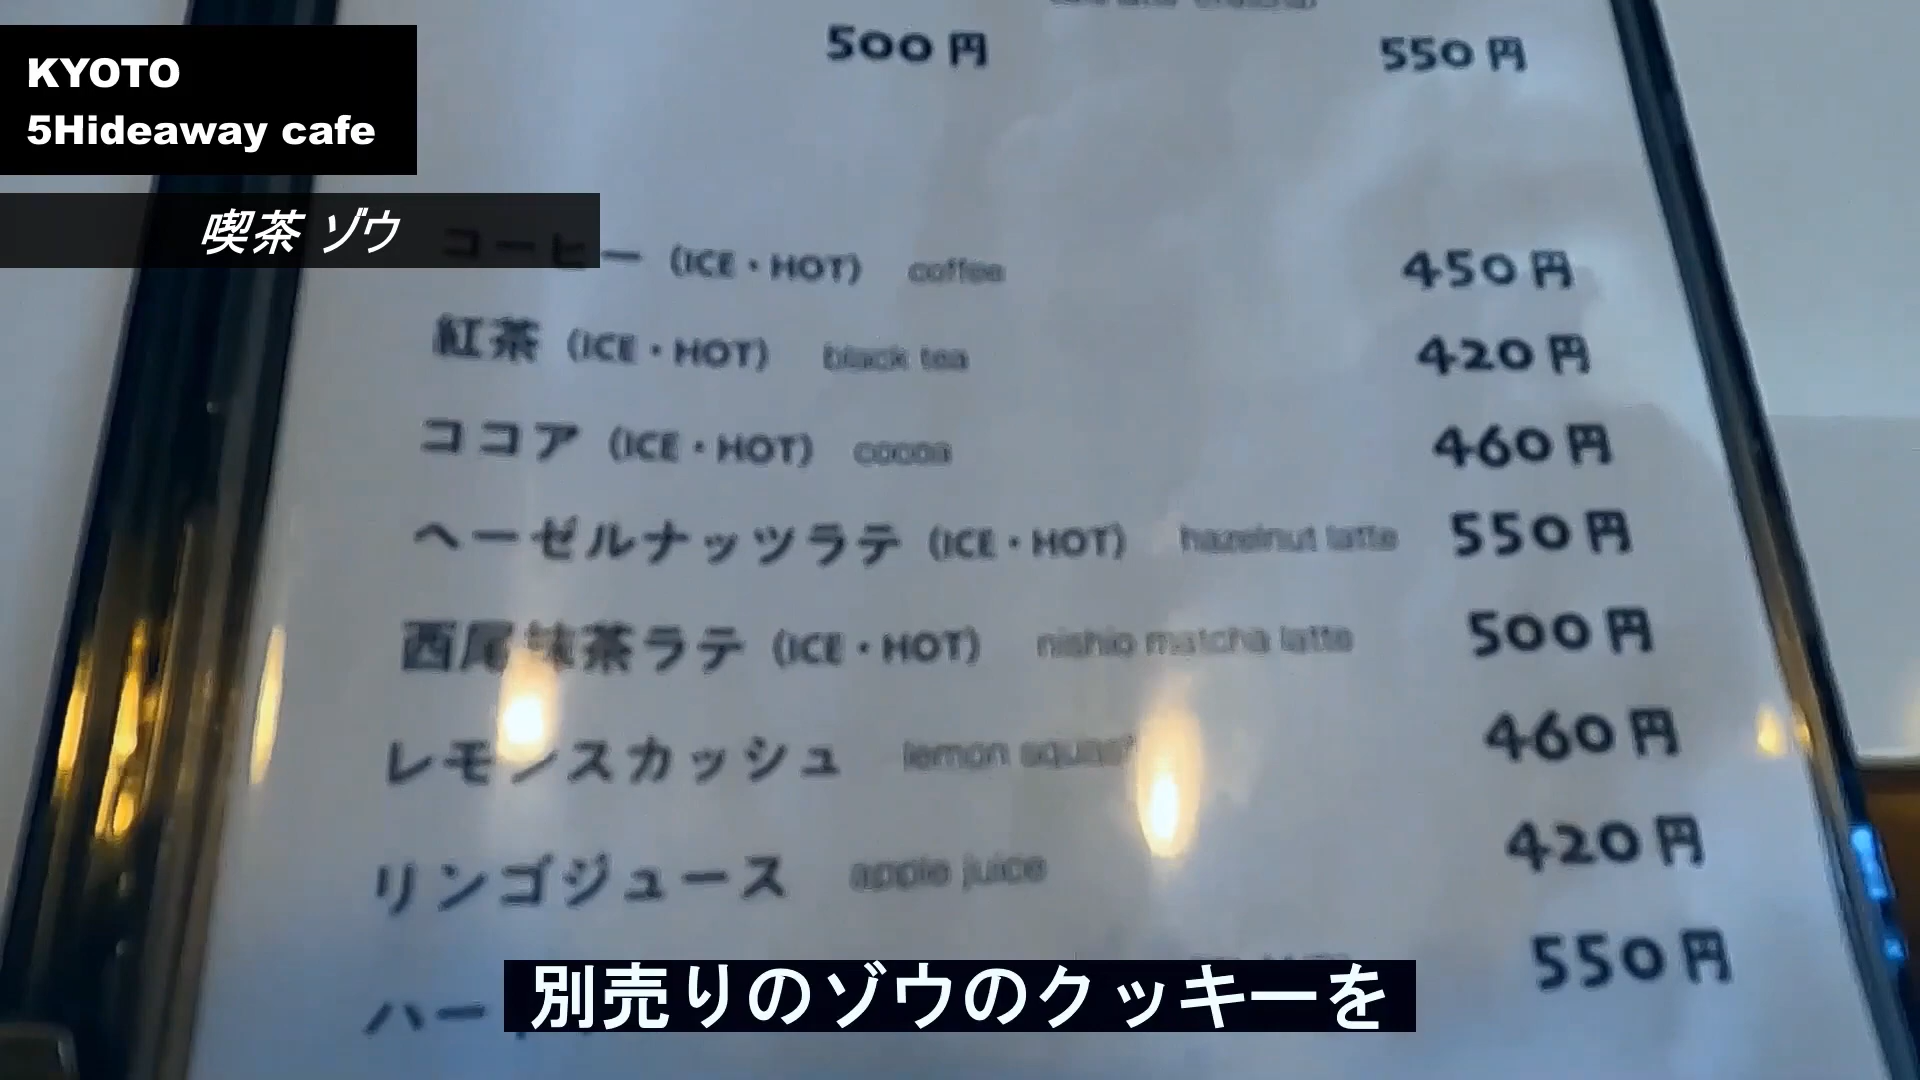 500円 550円
KYOTO
5Hideaway cafe
喫茶 ゾウ
コーヒー (ICE・HOT) coffee 450円
紅茶 (ICE・HOT) black tea 420円
ココア (ICE・HOT) cocoa 460円
ヘーゼルナッツラテ (ICE・HOT) hazelnut latte 550円
西尾抹茶ラテ (ICE・HOT) nishio matcha latte 500円
レモンスカッシュ lemon squash 460円
リンゴジュース apple juice 420円
550円
別売りのゾウのクッキーを